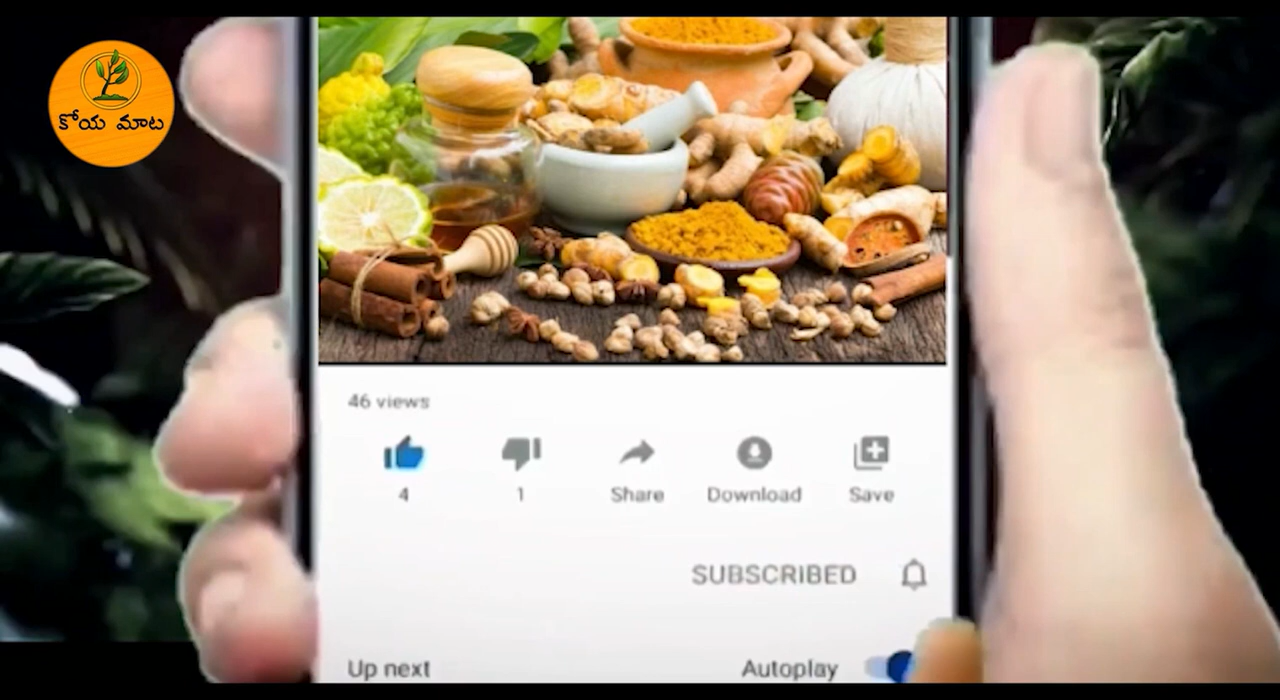 కోయ మాట
46 views
4
1
Share
Download
Save
SUBSCRIBED
Up next
Autoplay